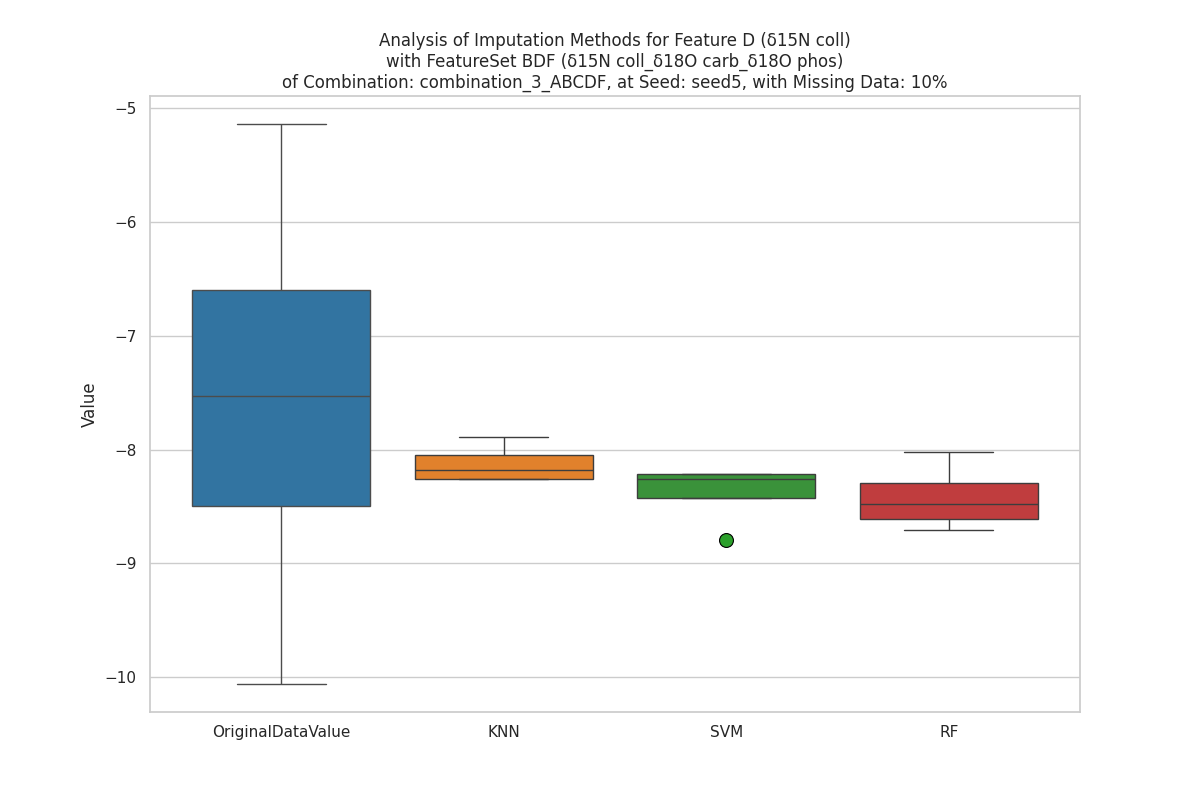 Analysis of Imputation Methods for Feature D (δ15N coll)
with FeatureSet BDF (δ15N coll_δ18O carb_δ18O phos)
of Combination: combination_3_ABCDF, at Seed: seed5, with Missing Data: 10%
−5
−6
−7
−8
−9
−10
Value
OriginalDataValue
KNN
SVM
RF